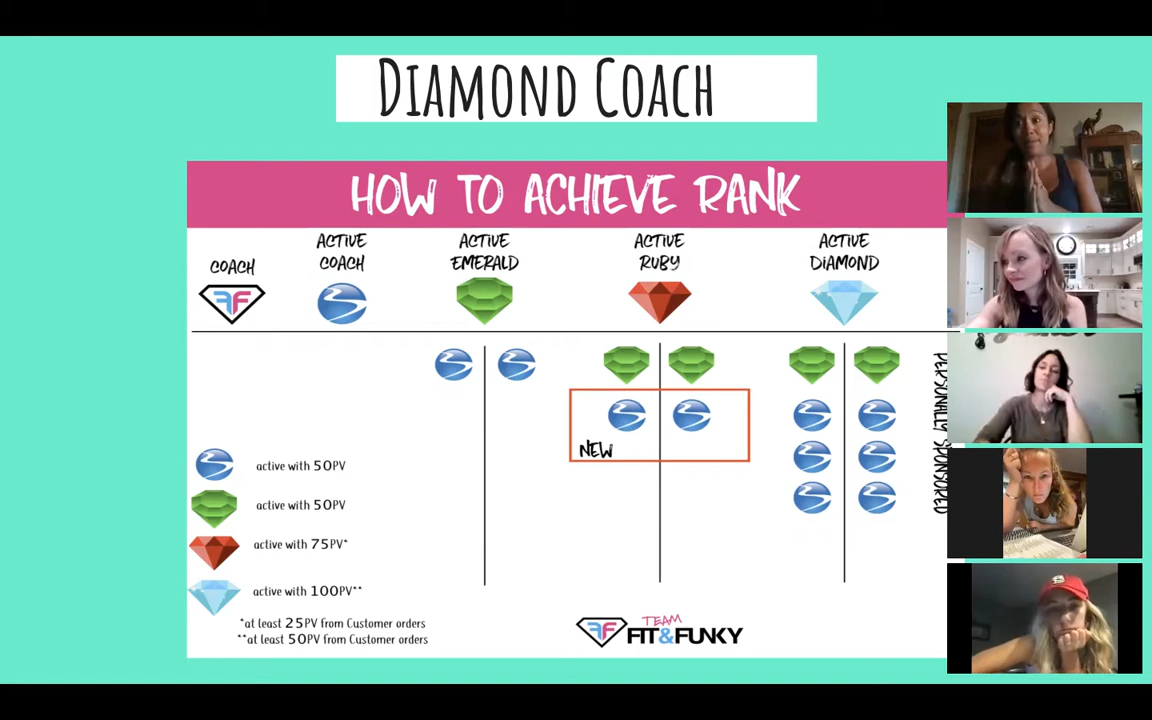 DIAMOND COACH
HOW TO ACHIEVE RANK
COACH
ACTIVE
COACH
ACTIVE
EMERALD
ACTIVE
RUBY
ACTIVE
DIAMOND
FF
NEW
PERSONALLY SPONSORED
active with 50PV
active with 50PV
active with 75PV*
active with 100PV**
*at least 25PV from Customer orders
**at least 50PV from Customer orders
FF
TEAM
FIT&FUNKY